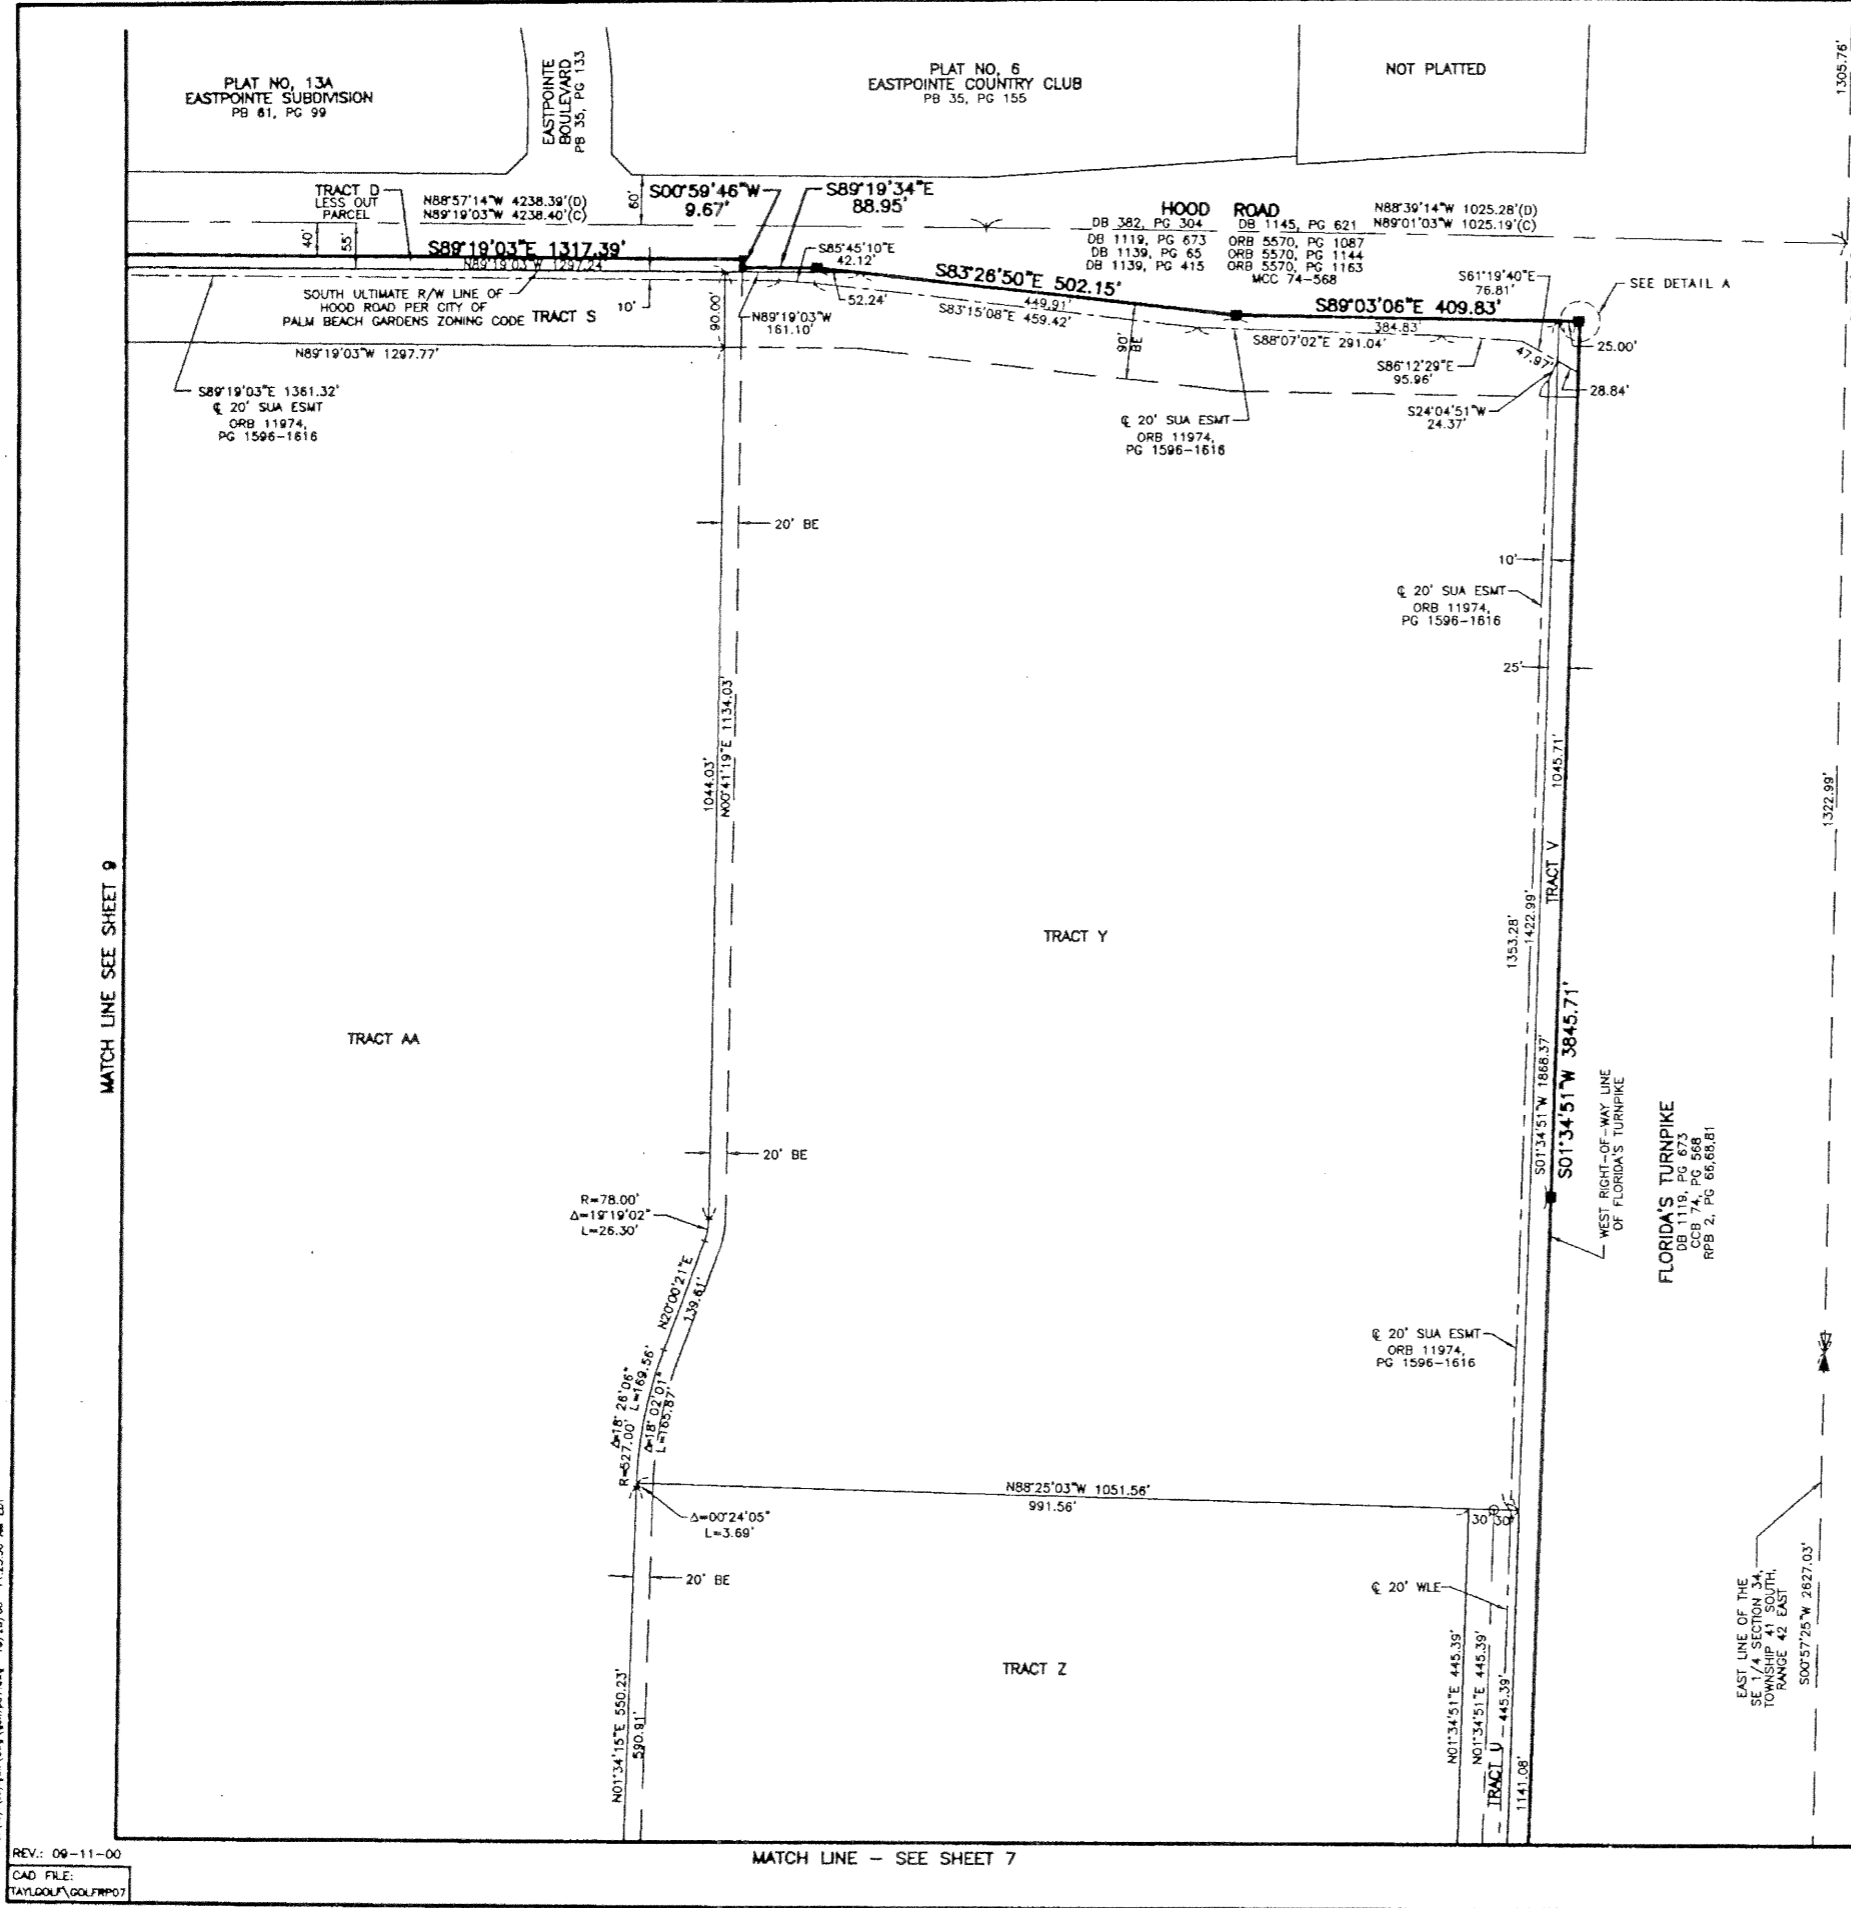 PLAT NO. 13A
EASTPOINTE SUBDIVISION
PB 61, PG 99
EASTPOINTE
BOULEVARD
PB 35, PG 133
PLAT NO. 6
EASTPOINTE COUNTRY CLUB
PB 35, PG 155
NOT PLATTED
1305.76'
TRACT D
LESS OUT
PARCEL
N88°57'14"W 4238.39'(D)
N89°19'03"W 4238.40'(C)
60'
S00°59'46"W
9.67'
S89°19'34"E
88.95'
HOOD ROAD
DB 382, PG 304
DB 1119, PG 673
DB 1139, PG 65
DB 1139, PG 415
DB 1145, PG 621
ORB 5570, PG 1087
ORB 5570, PG 1144
ORB 5570, PG 1163
MCC 74-568
N88°39'14"W 1025.28'(D)
N89°01'03"W 1025.19'(C)
40'
55'
S89°19'03"E 1317.39'
N89°19'03"W 1297.24'
S85°45'10"E
42.12'
S83°26'50"E 502.15'
449.91'
S83°15'08"E 459.42'
52.24'
S61°19'40"E
76.81'
SEE DETAIL A
SOUTH ULTIMATE R/W LINE OF
HOOD ROAD PER CITY OF
PALM BEACH GARDENS ZONING CODE
TRACT S
10'
90.00'
N89°19'03"W
161.10'
90'
BE
S89°03'06"E 409.83'
384.83'
S88°07'02"E 291.04'
25.00'
47.97'
S86°12'29"E
95.96'
28.84'
S24°04'51"W
24.37'
N89°19'03"W 1297.77'
S89°19'03"E 1361.32'
℄ 20' SUA ESMT
ORB 11974,
PG 1596-1616
℄ 20' SUA ESMT
ORB 11974,
PG 1596-1616
20' BE
10'
℄ 20' SUA ESMT
ORB 11974,
PG 1596-1616
25'
1044.03'
N00°41'19"E 1134.03'
1045.71'
TRACT V
1322.99'
MATCH LINE SEE SHEET 9
TRACT Y
1353.28'
1422.99'
TRACT AA
S01°34'51"W 1868.37'
S01°34'51"W 3845.71'
WEST RIGHT-OF-WAY LINE
OF FLORIDA'S TURNPIKE
FLORIDA'S TURNPIKE
DB 1119, PG 673
CCB 74, PG 568
RPB 2, PG 66,68,81
20' BE
R=78.00'
Δ=19°19'02"
L=26.30'
N20°00'21"E
139.61'
℄ 20' SUA ESMT
ORB 11974,
PG 1596-1616
Δ=18°26'06"
R=527.00' L=169.56'
Δ=18°02'01"
L=165.87'
N88°25'03"W 1051.56'
991.56'
30' 30'
Δ=00°24'05"
L=3.69'
20' BE
℄ 20' WLE
TRACT Z
N01°34'15"E 550.23'
590.91'
N01°34'51"E 445.39'
N01°34'51"E 445.39'
TRACT U
445.39'
1141.08'
EAST LINE OF THE
SE 1/4 SECTION 34,
TOWNSHIP 41 SOUTH,
RANGE 42 EAST
S00°57'25"W 2627.03'
REV.: 09-11-00
CAD FILE:
TAYLGOLF\GOLFRP07
MATCH LINE - SEE SHEET 7